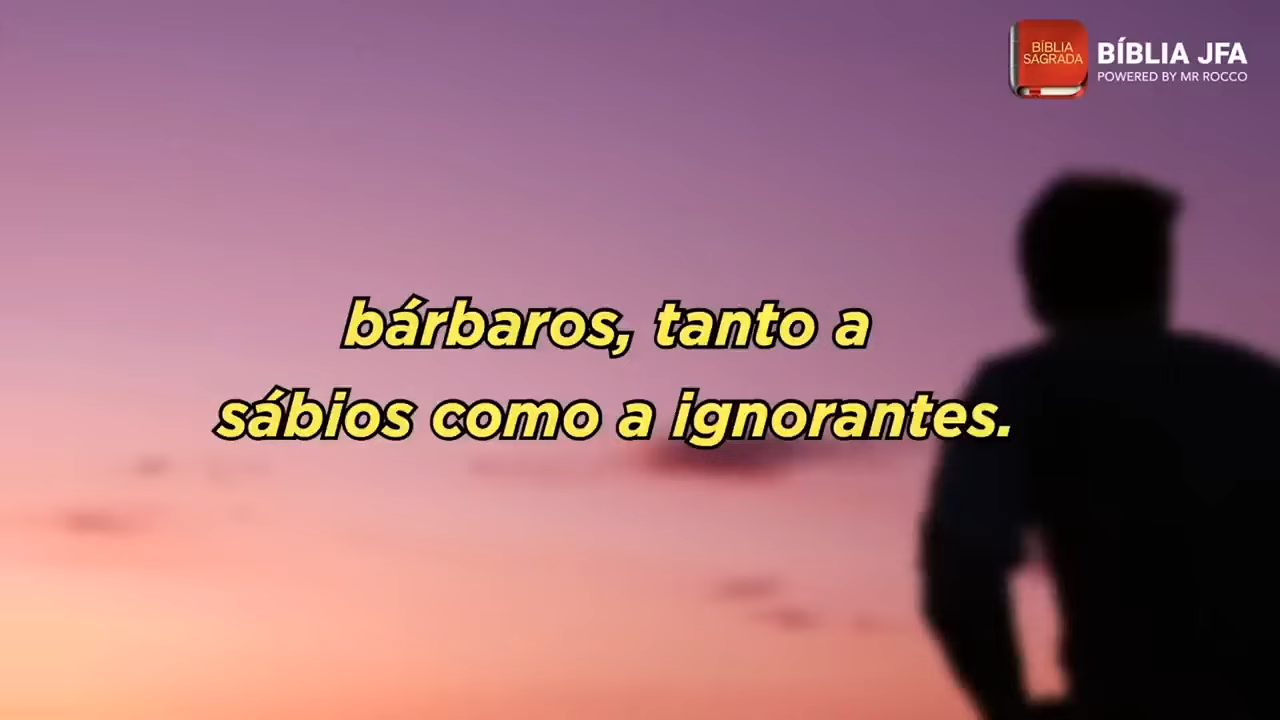 BÍBLIA
SAGRADA
BÍBLIA JFA
POWERED BY MR ROCCO
bárbaros, tanto a
sábios como a ignorantes.